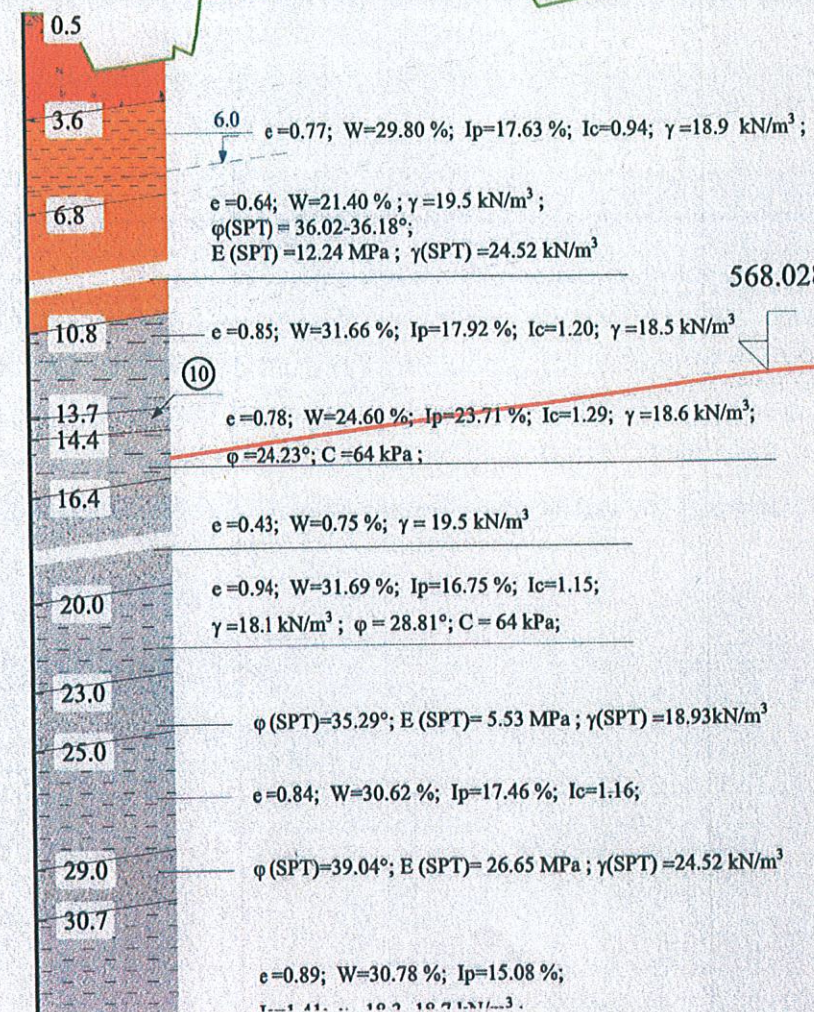 0.5
3.6
6.0
e =0.77; W=29.80 %; Ip=17.63 %; Ic=0.94; γ =18.9 kN/m³ ;
6.8
e =0.64; W=21.40 % ; γ =19.5 kN/m³ ;
φ(SPT) = 36.02-36.18°;
E (SPT) =12.24 MPa ; γ(SPT) =24.52 kN/m³
568.028
10.8
e =0.85; W=31.66 %; Ip=17.92 %; Ic=1.20; γ =18.5 kN/m³
10
13.7
14.4
e =0.78; W=24.60 %; Ip=23.71 %; Ic=1.29; γ =18.6 kN/m³;
φ =24.23°; C =64 kPa ;
16.4
e =0.43; W=0.75 %; γ = 19.5 kN/m³
20.0
e =0.94; W=31.69 %; Ip=16.75 %; Ic=1.15;
γ =18.1 kN/m³ ; φ = 28.81°; C = 64 kPa;
23.0
φ (SPT)=35.29°; E (SPT)= 5.53 MPa ; γ(SPT) =18.93kN/m³
25.0
e =0.84; W=30.62 %; Ip=17.46 %; Ic=1.16;
29.0
φ (SPT)=39.04°; E (SPT)= 26.65 MPa ; γ(SPT) =24.52 kN/m³
30.7
e =0.89; W=30.78 %; Ip=15.08 %;